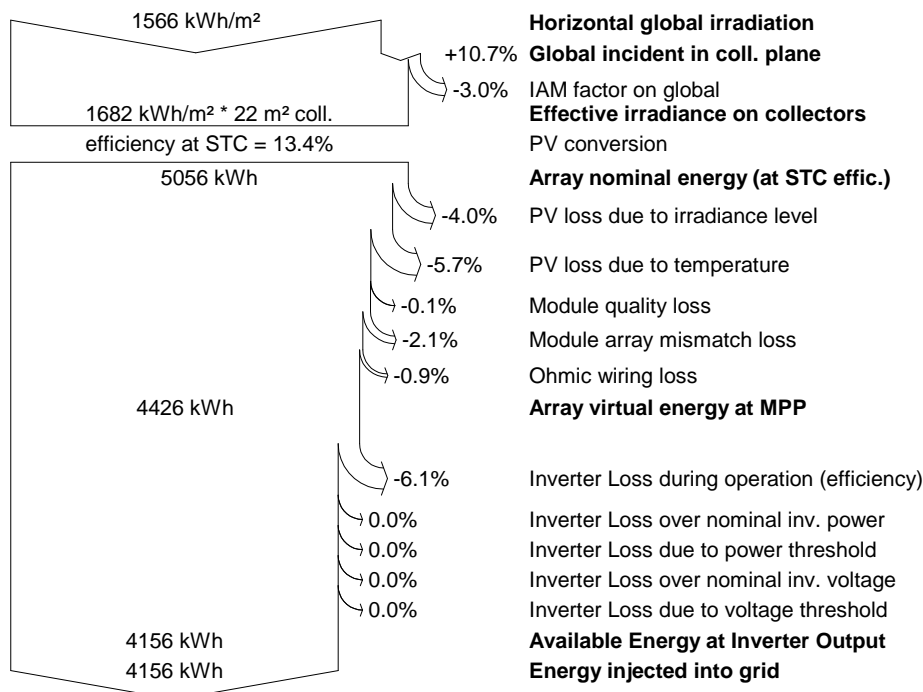 1566 kWh/m² Horizontal global irradiation
+10.7% Global incident in coll. plane
-3.0% IAM factor on global
1682 kWh/m² * 22 m² coll. Effective irradiance on collectors
efficiency at STC = 13.4% PV conversion
5056 kWh Array nominal energy (at STC effic.)
-4.0% PV loss due to irradiance level
-5.7% PV loss due to temperature
-0.1% Module quality loss
-2.1% Module array mismatch loss
-0.9% Ohmic wiring loss
4426 kWh Array virtual energy at MPP
-6.1% Inverter Loss during operation (efficiency)
0.0% Inverter Loss over nominal inv. power
0.0% Inverter Loss due to power threshold
0.0% Inverter Loss over nominal inv. voltage
0.0% Inverter Loss due to voltage threshold
4156 kWh Available Energy at Inverter Output
4156 kWh Energy injected into grid